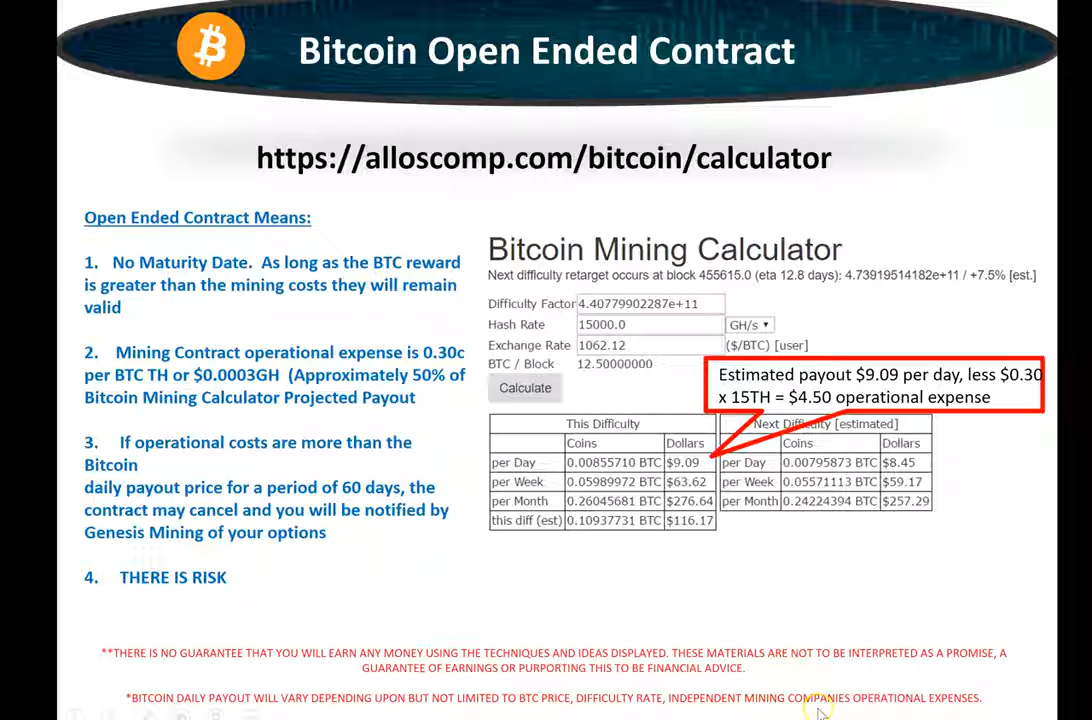 Bitcoin Open Ended Contract
https://alloscomp.com/bitcoin/calculator
Open Ended Contract Means:
1. No Maturity Date. As long as the BTC reward
is greater than the mining costs they will remain
valid
2. Mining Contract operational expense is 0.30c
per BTC TH or $0.0003GH (Approximately 50% of
Bitcoin Mining Calculator Projected Payout
3. If operational costs are more than the
Bitcoin
daily payout price for a period of 60 days, the
contract may cancel and you will be notified by
Genesis Mining of your options
4. THERE IS RISK
Bitcoin Mining Calculator
Next difficulty retarget occurs at block 455615.0 (eta 12.8 days): 4.73919514182e+11 / +7.5% [est.]
Difficulty Factor 4.40779902287e+11
Hash Rate 15000.0 GH/s
Exchange Rate 1062.12 ($/BTC) [user]
BTC / Block 12.50000000
Calculate
Estimated payout $9.09 per day, less $0.30
x 15TH = $4.50 operational expense
This Difficulty Next Difficulty [estimated]
Coins Dollars Coins Dollars
per Day 0.00855710 BTC $9.09 per Day 0.00795873 BTC $8.45
per Week 0.05989972 BTC $63.62 per Week 0.05571113 BTC $59.17
per Month 0.26045681 BTC $276.64 per Month 0.24224394 BTC $257.29
this diff (est) 0.10937731 BTC $116.17
**THERE IS NO GUARANTEE THAT YOU WILL EARN ANY MONEY USING THE TECHNIQUES AND IDEAS DISPLAYED. THESE MATERIALS ARE NOT TO BE INTERPRETED AS A PROMISE, A
GUARANTEE OF EARNINGS OR PURPORTING THIS TO BE FINANCIAL ADVICE.
*BITCOIN DAILY PAYOUT WILL VARY DEPENDING UPON BUT NOT LIMITED TO BTC PRICE, DIFFICULTY RATE, INDEPENDENT MINING COMPANIES OPERATIONAL EXPENSES.